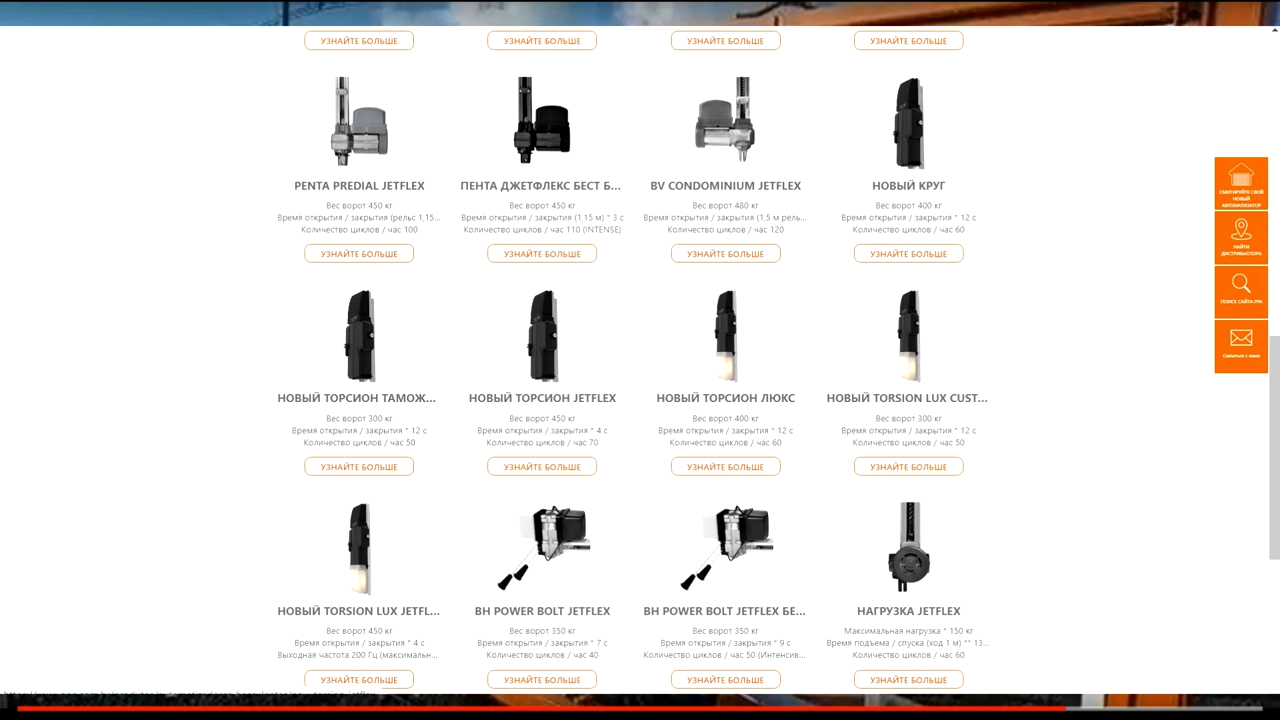 УЗНАЙТЕ БОЛЬШЕ
УЗНАЙТЕ БОЛЬШЕ
УЗНАЙТЕ БОЛЬШЕ
УЗНАЙТЕ БОЛЬШЕ
PENTA PREDIAL JETFLEX
Вес ворот 450 кг
Время открытия / закрытия (рельс 1,15...
Количество циклов / час 100
УЗНАЙТЕ БОЛЬШЕ
ПЕНТА ДЖЕТФЛЕКС БЕСТ Б...
Вес ворот 450 кг
Время открытия / закрытия (1,15 м) * 3 с
Количество циклов / час 110 (INTENSE)
УЗНАЙТЕ БОЛЬШЕ
BV CONDOMINIUM JETFLEX
Вес ворот 480 кг
Время открытия / закрытия (1,5 м рель...
Количество циклов / час 120
УЗНАЙТЕ БОЛЬШЕ
НОВЫЙ КРУГ
Вес ворот 400 кг
Время открытия / закрытия * 12 с
Количество циклов / час 60
УЗНАЙТЕ БОЛЬШЕ
НОВЫЙ ТОРСИОН ТАМОЖ...
Вес ворот 300 кг
Время открытия / закрытия * 12 с
Количество циклов / час 50
УЗНАЙТЕ БОЛЬШЕ
НОВЫЙ ТОРСИОН JETFLEX
Вес ворот 450 кг
Время открытия / закрытия * 4 с
Количество циклов / час 70
УЗНАЙТЕ БОЛЬШЕ
НОВЫЙ ТОРСИОН ЛЮКС
Вес ворот 400 кг
Время открытия / закрытия * 12 с
Количество циклов / час 60
УЗНАЙТЕ БОЛЬШЕ
НОВЫЙ TORSION LUX CUST...
Вес ворот 300 кг
Время открытия / закрытия * 12 с
Количество циклов / час 50
УЗНАЙТЕ БОЛЬШЕ
НОВЫЙ TORSION LUX JETFL...
Вес ворот 450 кг
Время открытия / закрытия * 4 с
Выходная частота 200 Гц (максимальн...
УЗНАЙТЕ БОЛЬШЕ
BH POWER BOLT JETFLEX
Вес ворот 350 кг
Время открытия / закрытия * 7 с
Количество циклов / час 40
УЗНАЙТЕ БОЛЬШЕ
BH POWER BOLT JETFLEX БЕ...
Вес ворот 350 кг
Время открытия / закрытия * 9 с
Количество циклов / час 50 (Интенсив...
УЗНАЙТЕ БОЛЬШЕ
НАГРУЗКА JETFLEX
Максимальная нагрузка * 150 кг
Время подъема / спуска (ход 1 м) ** 13...
Количество циклов / час 60
УЗНАЙТЕ БОЛЬШЕ
СМИТИРУЙТЕ СВОЙ
НОВЫЙ
АВТОМАТИЗАТОР
НАЙТИ
ДИСТРИБЬЮТОРА
ПОИСК САЙТА PPA
Связаться с нами